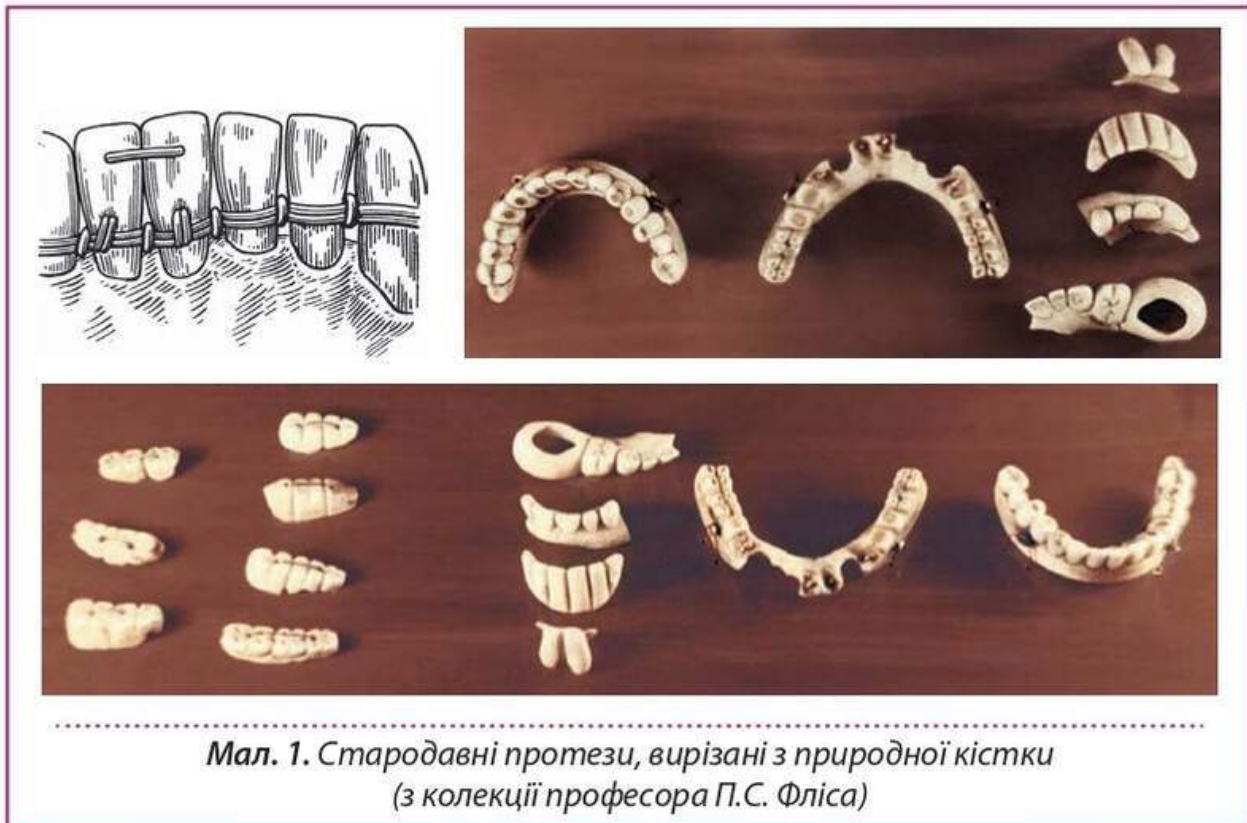 Мал. 1. Стародавні протези, вирізані з природної кістки
(з колекції професора П.С. Фліса)